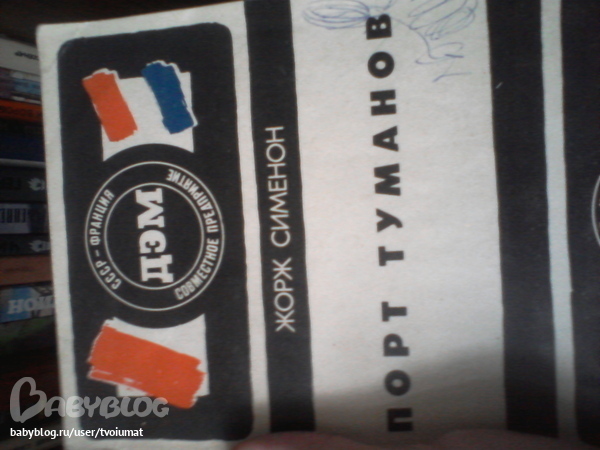 СССР – ФРАНЦИЯ
ДЭМ
СОВМЕСТНОЕ ПРЕДПРИЯТИЕ
ЖОРЖ СИМЕНОН
ПОРТ ТУМАНОВ
BABYBLOG
babyblog.ru/user/tvoiumat